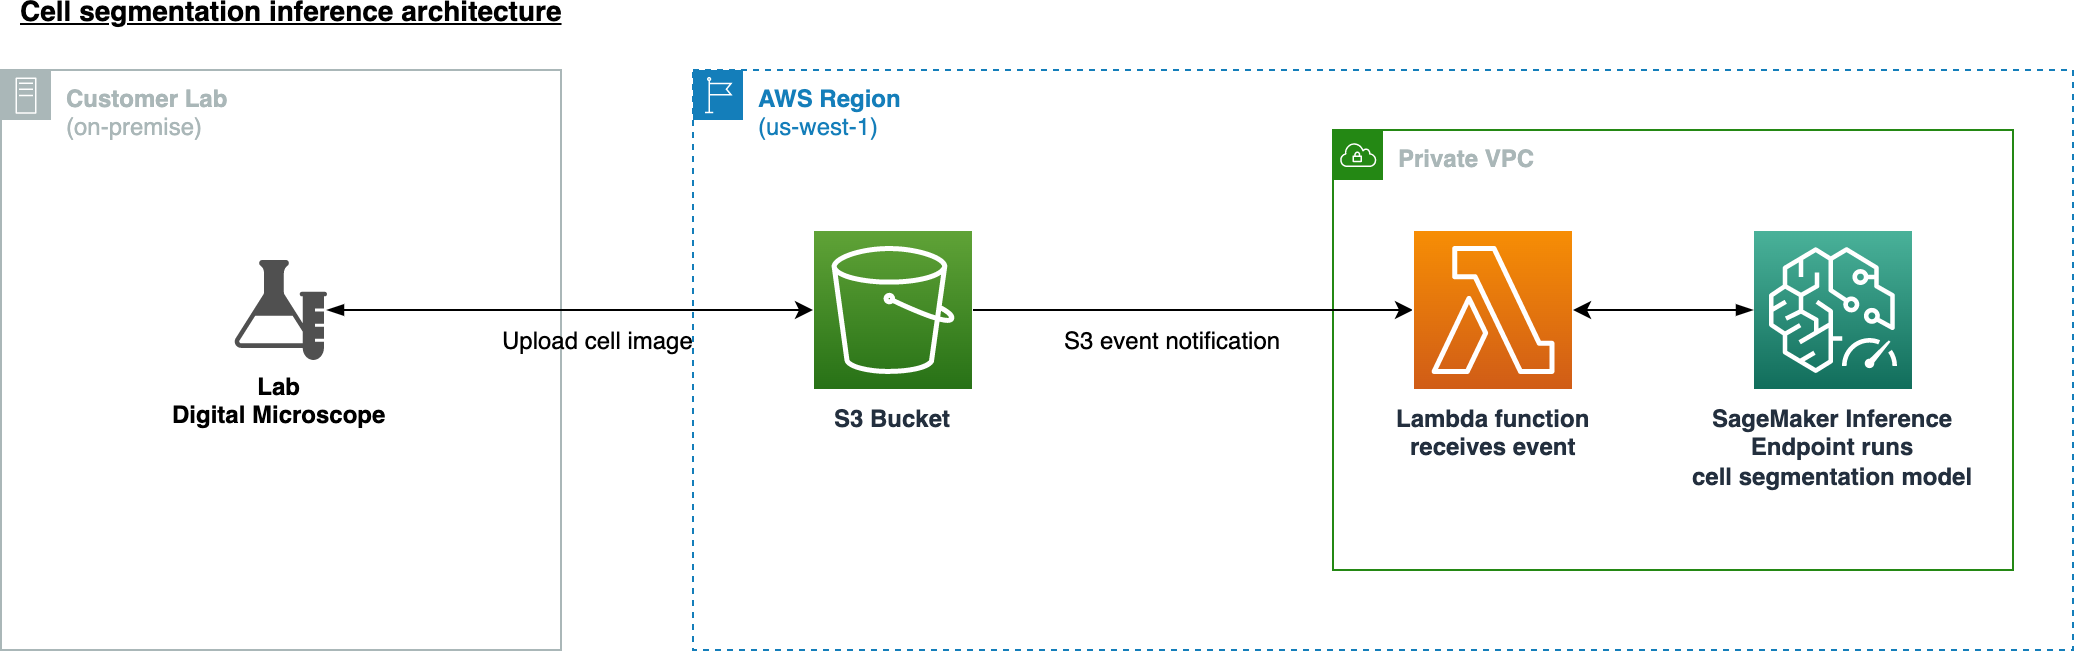 Cell segmentation inference architecture
Customer Lab
(on-premise)
AWS Region
(us-west-1)
Private VPC
Upload cell image
S3 event notification
Lab
Digital Microscope
S3 Bucket
Lambda function
receives event
SageMaker Inference
Endpoint runs
cell segmentation model